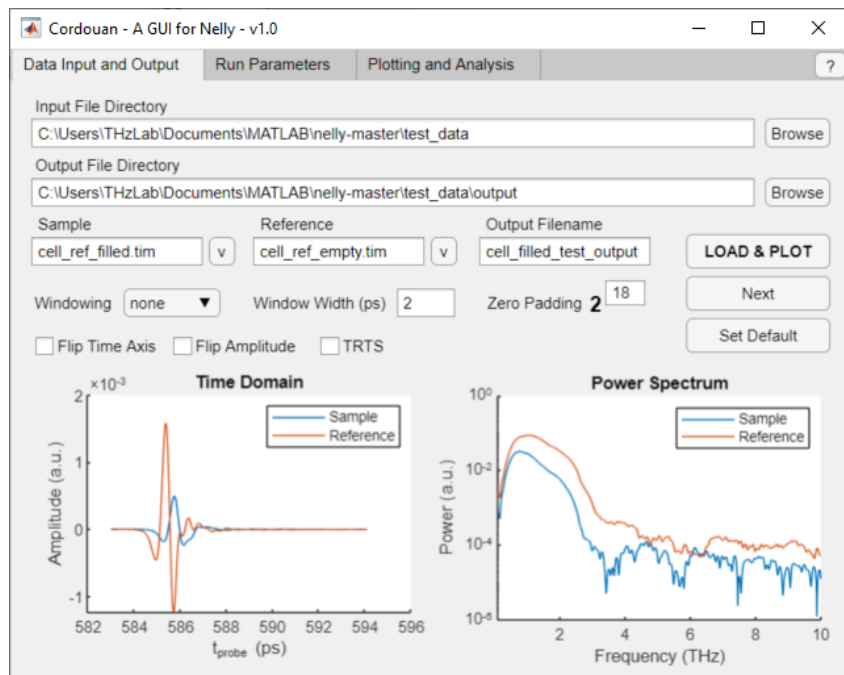 Cordouan - A GUI for Nelly - v1.0
Data Input and Output Run Parameters Plotting and Analysis ?
Input File Directory
C:\Users\THzLab\Documents\MATLAB\nelly-master\test_data Browse
Output File Directory
C:\Users\THzLab\Documents\MATLAB\nelly-master\test_data\output Browse
Sample Reference Output Filename
cell_ref_filled.tim v cell_ref_empty.tim v cell_filled_test_output LOAD & PLOT
Windowing none ▼ Window Width (ps) 2 Zero Padding 2 18 Next
Set Default
Flip Time Axis Flip Amplitude TRTS
Time Domain
×10⁻³
2
1
0
-1
Amplitude (a.u.)
Sample
Reference
582 584 586 588 590 592 594 596
t_probe (ps)
Power Spectrum
10⁰
10⁻²
10⁻⁴
10⁻⁶
Power (a.u.)
Sample
Reference
2 4 6 8 10
Frequency (THz)